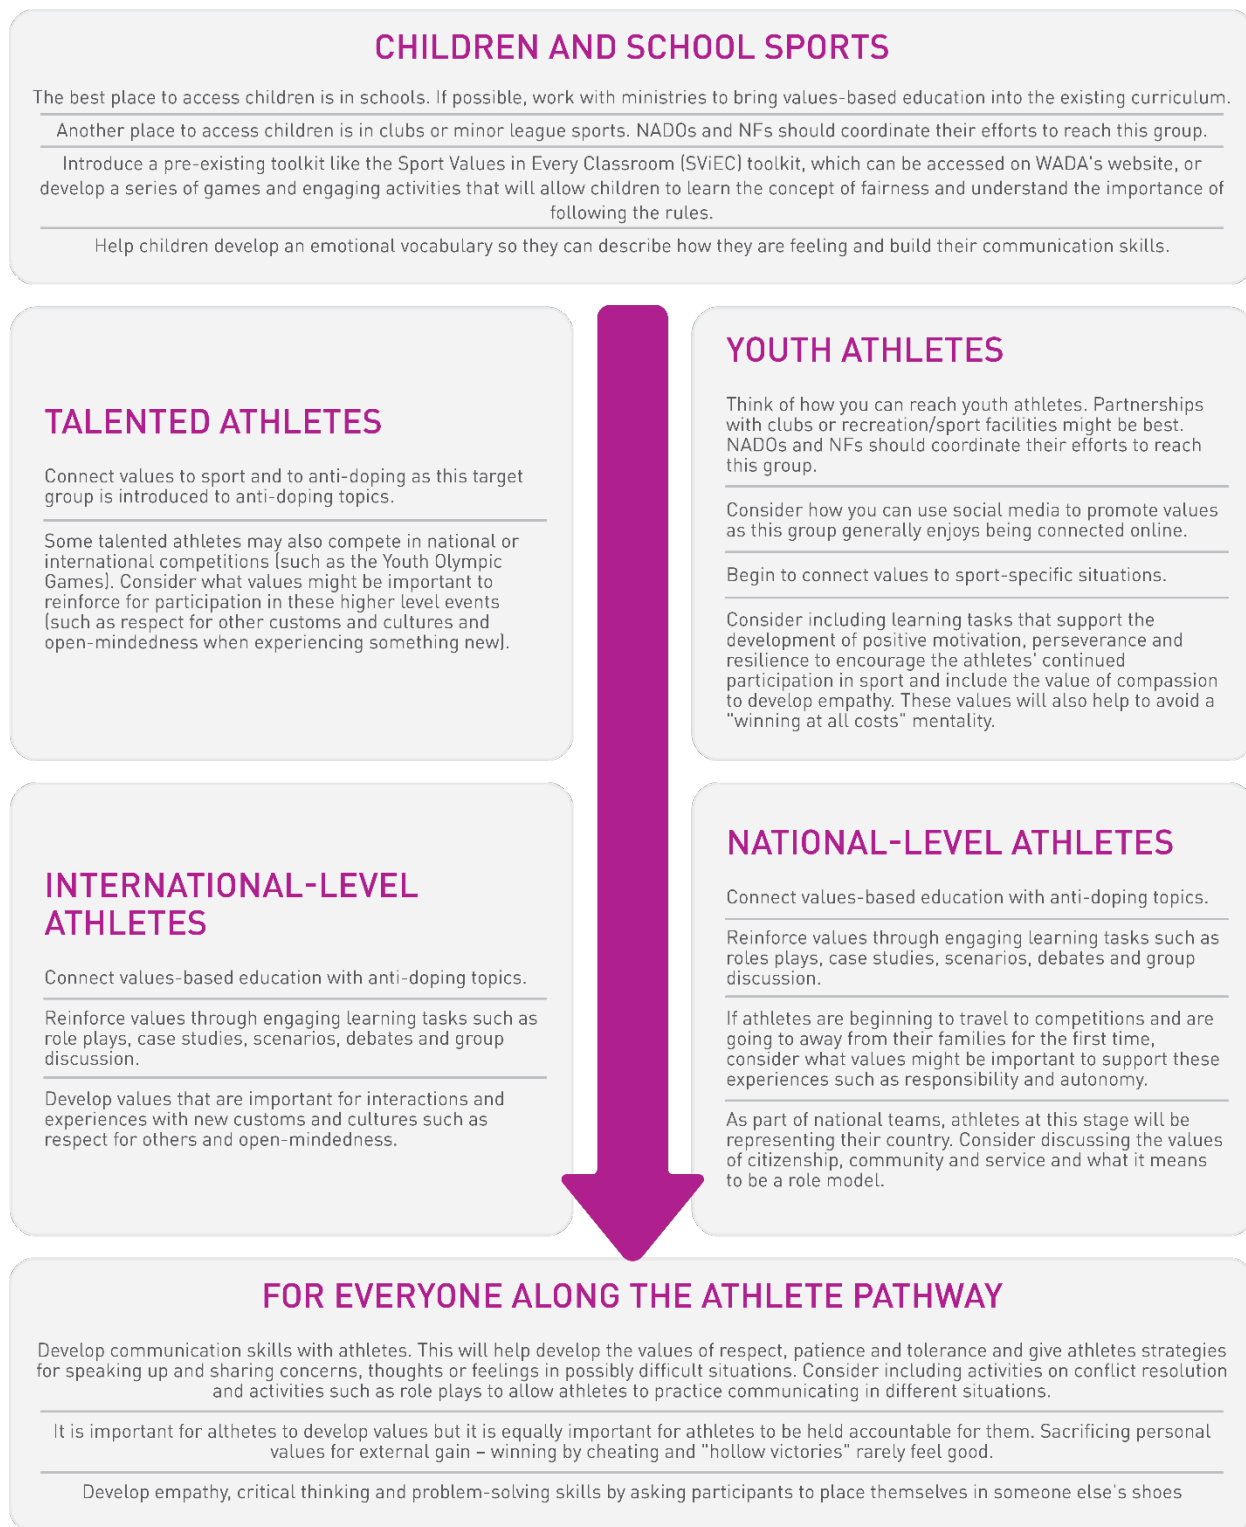 CHILDREN AND SCHOOL SPORTS
The best place to access children is in schools. If possible, work with ministries to bring values-based education into the existing curriculum.
Another place to access children is in clubs or minor league sports. NADOs and NFs should coordinate their efforts to reach this group.
Introduce a pre-existing toolkit like the Sport Values in Every Classroom (SViEC) toolkit, which can be accessed on WADA's website, or
develop a series of games and engaging activities that will allow children to learn the concept of fairness and understand the importance of
following the rules.
Help children develop an emotional vocabulary so they can describe how they are feeling and build their communication skills.
TALENTED ATHLETES
Connect values to sport and to anti-doping as this target
group is introduced to anti-doping topics.
Some talented athletes may also compete in national or
international competitions (such as the Youth Olympic
Games). Consider what values might be important to
reinforce for participation in these higher level events
(such as respect for other customs and cultures and
open-mindedness when experiencing something new).
YOUTH ATHLETES
Think of how you can reach youth athletes. Partnerships
with clubs or recreation/sport facilities might be best.
NADOs and NFs should coordinate their efforts to reach
this group.
Consider how you can use social media to promote values
as this group generally enjoys being connected online.
Begin to connect values to sport-specific situations.
Consider including learning tasks that support the
development of positive motivation, perseverance and
resilience to encourage the athletes' continued
participation in sport and include the value of compassion
to develop empathy. These values will also help to avoid a
"winning at all costs" mentality.
INTERNATIONAL-LEVEL
ATHLETES
Connect values-based education with anti-doping topics.
Reinforce values through engaging learning tasks such as
role plays, case studies, scenarios, debates and group
discussion.
Develop values that are important for interactions and
experiences with new customs and cultures such as
respect for others and open-mindedness.
NATIONAL-LEVEL ATHLETES
Connect values-based education with anti-doping topics.
Reinforce values through engaging learning tasks such as
roles plays, case studies, scenarios, debates and group
discussion.
If athletes are beginning to travel to competitions and are
going to away from their families for the first time,
consider what values might be important to support these
experiences such as responsibility and autonomy.
As part of national teams, athletes at this stage will be
representing their country. Consider discussing the values
of citizenship, community and service and what it means
to be a role model.
FOR EVERYONE ALONG THE ATHLETE PATHWAY
Develop communication skills with athletes. This will help develop the values of respect, patience and tolerance and give athletes strategies
for speaking up and sharing concerns, thoughts or feelings in possibly difficult situations. Consider including activities on conflict resolution
and activities such as role plays to allow athletes to practice communicating in different situations.
It is important for althetes to develop values but it is equally important for athletes to be held accountable for them. Sacrificing personal
values for external gain – winning by cheating and "hollow victories" rarely feel good.
Develop empathy, critical thinking and problem-solving skills by asking participants to place themselves in someone else's shoes